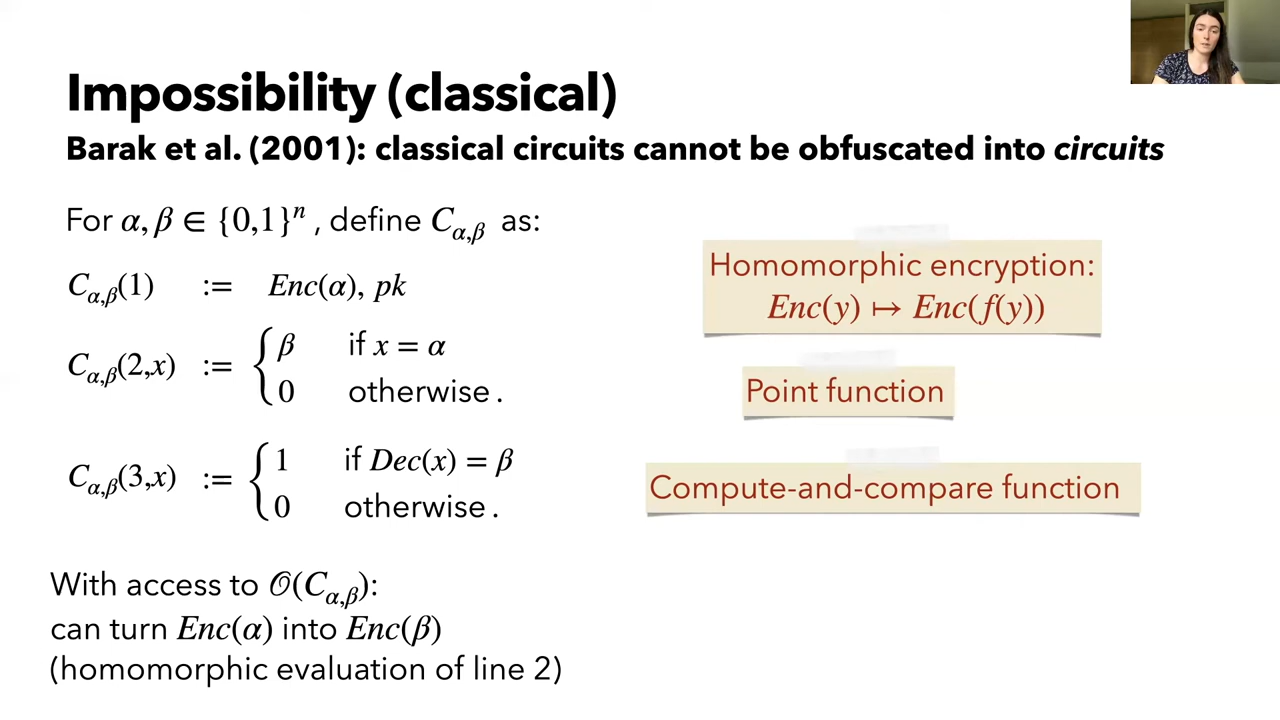 Impossibility (classical)
Barak et al. (2001): classical circuits cannot be obfuscated into circuits
For α, β ∈ {0,1}ⁿ , define C_{α,β} as:
C_{α,β}(1) := Enc(α), pk
C_{α,β}(2,x) := { β if x = α
0 otherwise .
C_{α,β}(3,x) := { 1 if Dec(x) = β
0 otherwise .
Homomorphic encryption:
Enc(y) ↦ Enc(f(y))
Point function
Compute-and-compare function
With access to 𝒪(C_{α,β}):
can turn Enc(α) into Enc(β)
(homomorphic evaluation of line 2)